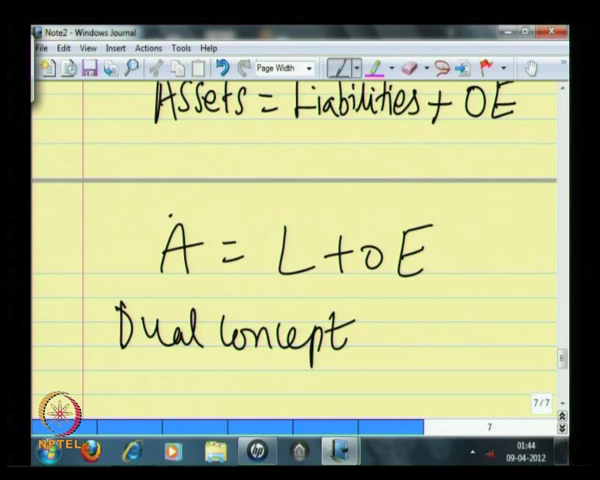 Note2 - Windows Journal
File Edit View Insert Actions Tools Help
Page Width
Assets = Liabilities + OE
A = L + OE
Dual concept
7/7
7
NPTEL
hp
01:44
09-04-2012